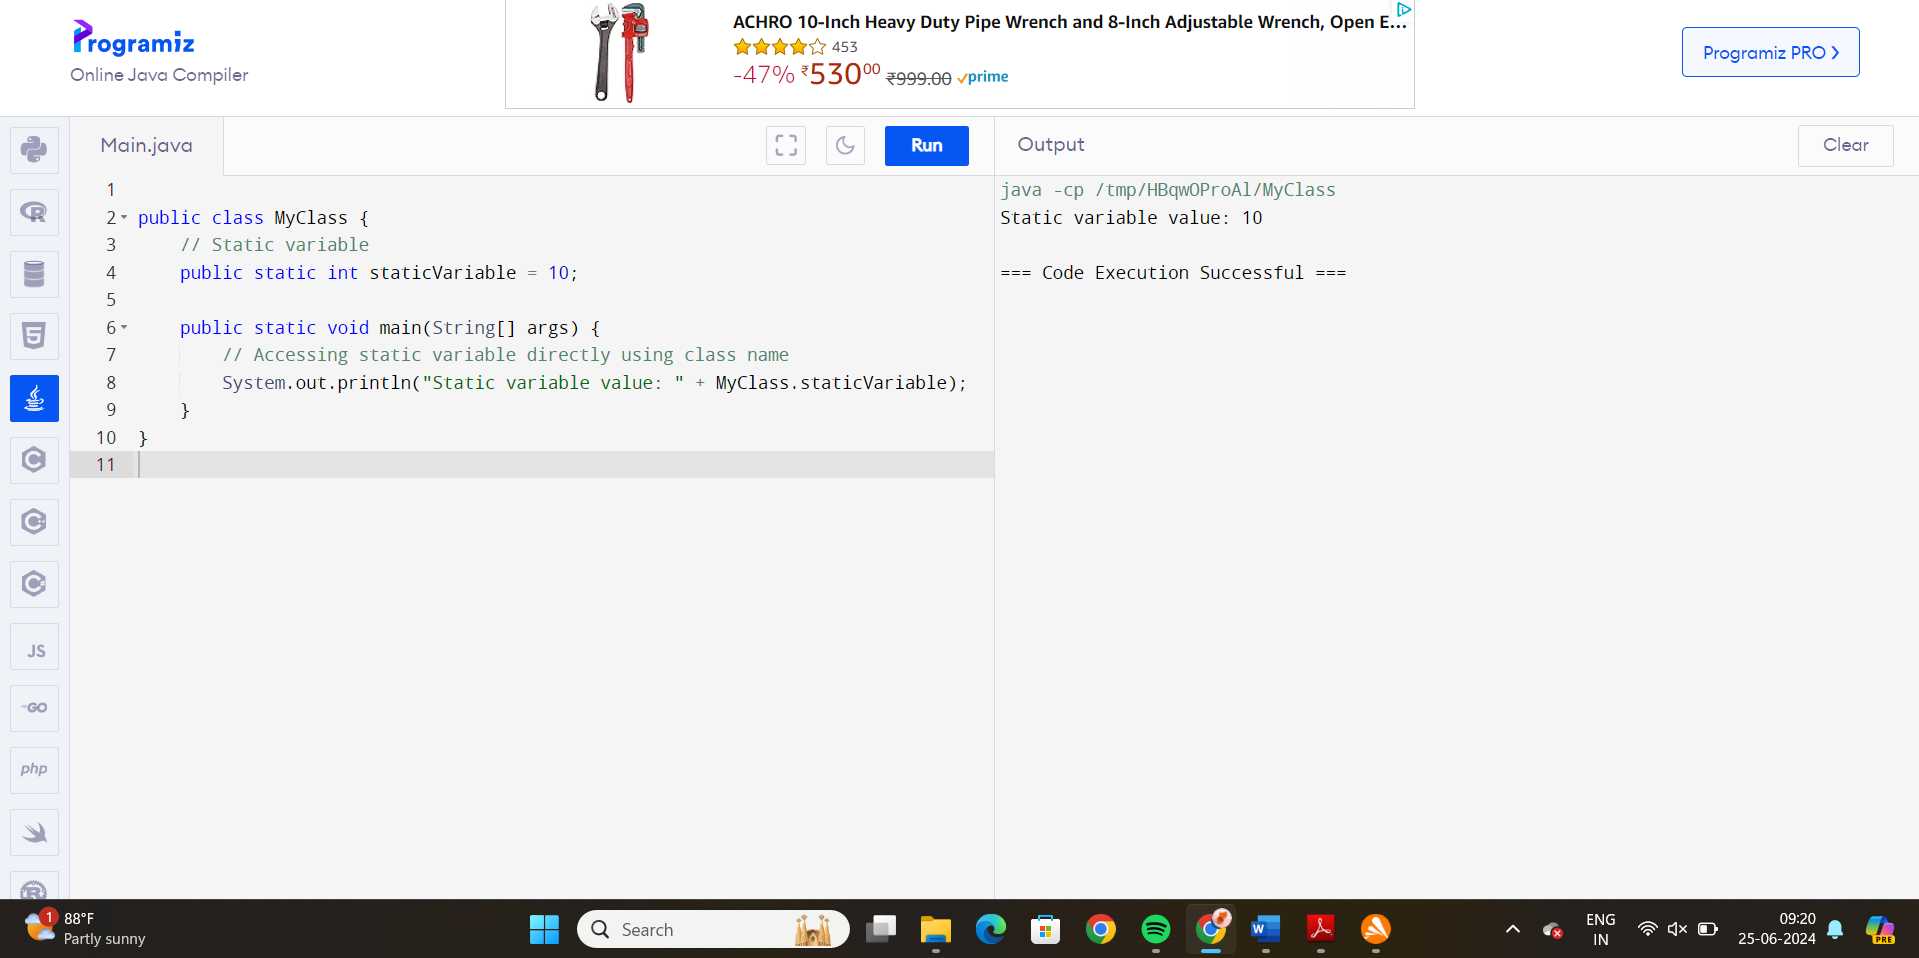 Programiz
Online Java Compiler
ACHRO 10-Inch Heavy Duty Pipe Wrench and 8-Inch Adjustable Wrench, Open E...
453
-47% ₹530⁰⁰ ₹999.00 prime
Programiz PRO
Main.java
Run
Output
Clear
1
2 public class MyClass {
3 // Static variable
4 public static int staticVariable = 10;
5
6 public static void main(String[] args) {
7 // Accessing static variable directly using class name
8 System.out.println("Static variable value: " + MyClass.staticVariable);
9 }
10 }
11
java -cp /tmp/HBqwOProAl/MyClass
Static variable value: 10
=== Code Execution Successful ===
R
5
C
C
C
JS
GO
php
R
1
88°F
Partly sunny
Search
W
ENG
IN
09:20
25-06-2024
PRE